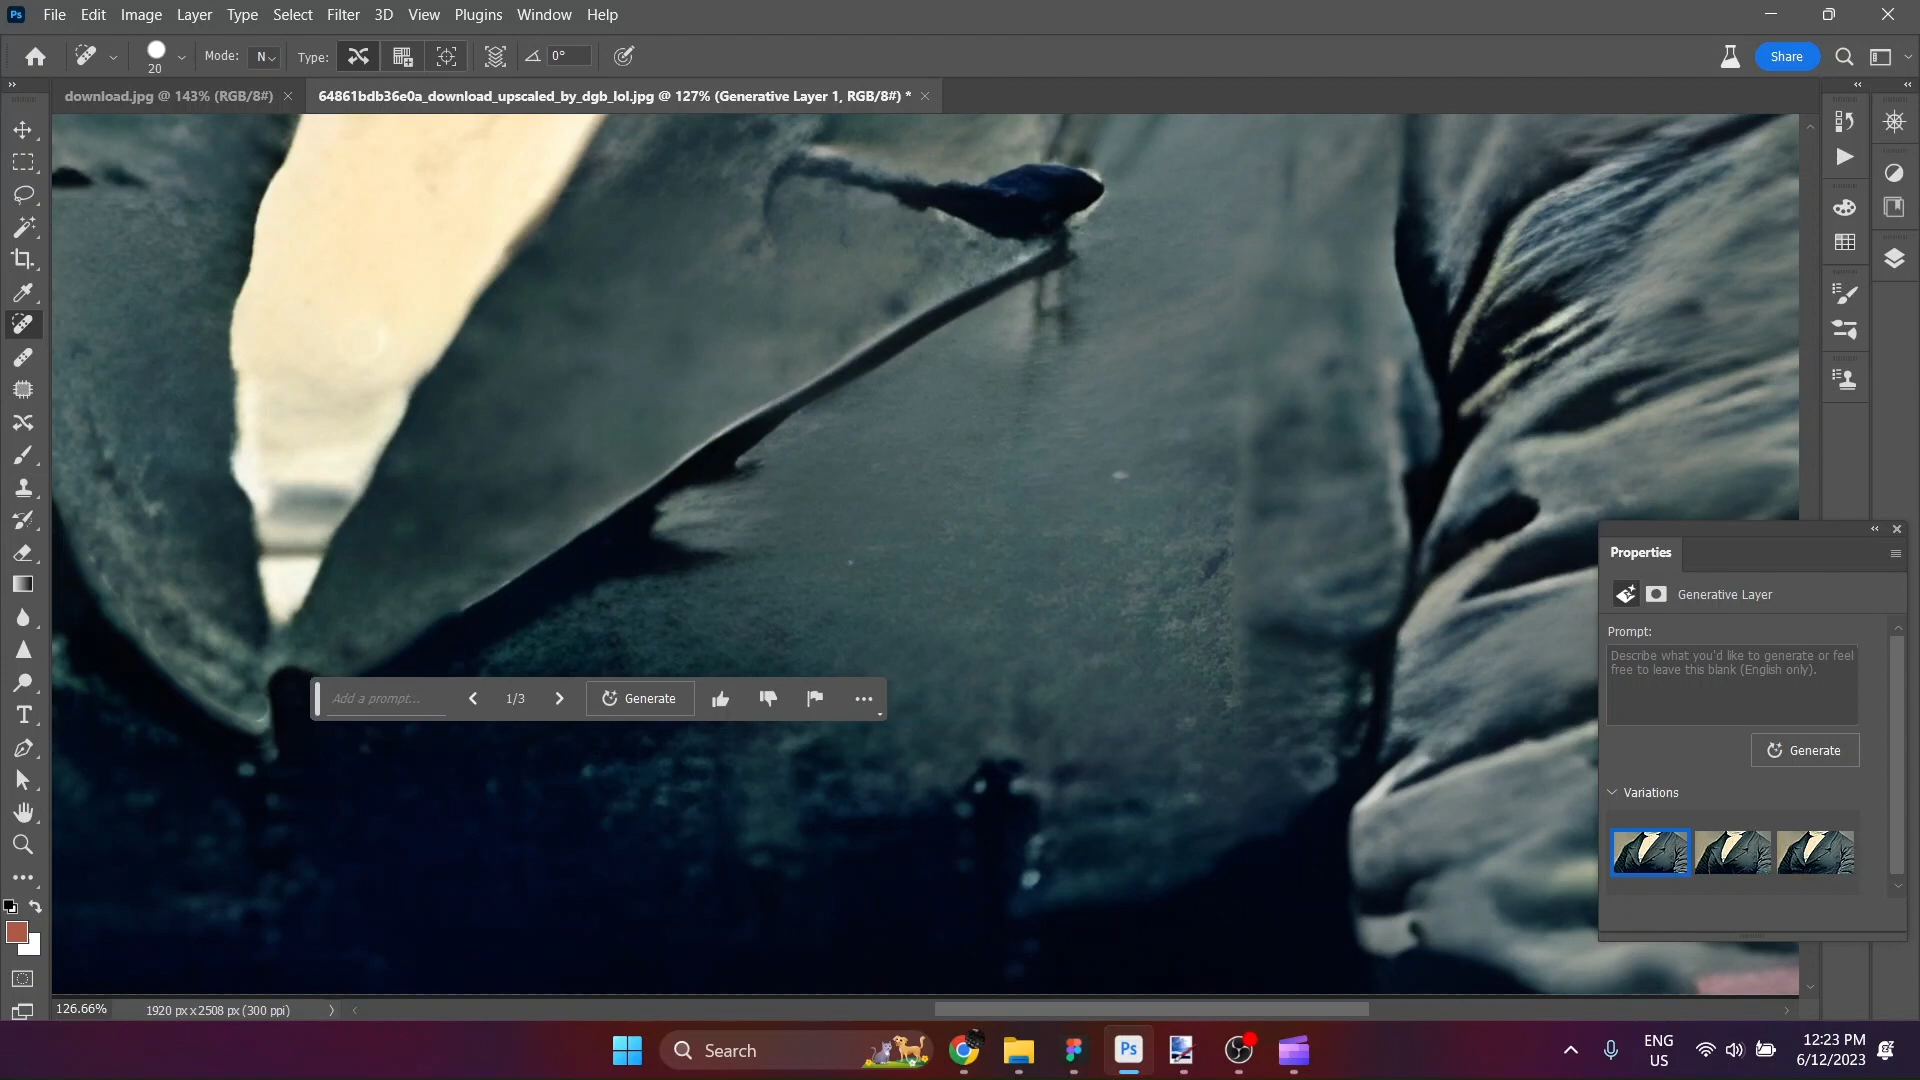 Ps File Edit Image Layer Type Select Filter 3D View Plugins Window Help
20 Mode: N Type: 0° Share
download.jpg @ 143% (RGB/8#) × 64861bdb36e0a_download_upscaled_by_dgb_lol.jpg @ 127% (Generative Layer 1, RGB/8#) * ×
Properties
Generative Layer
Prompt:
Describe what you'd like to generate or feel
free to leave this blank (English only).
Add a prompt... 1/3 Generate
Generate
Variations
126.66% 1920 px x 2508 px (300 ppi)
Search
Ps
ENG
US
12:23 PM
6/12/2023